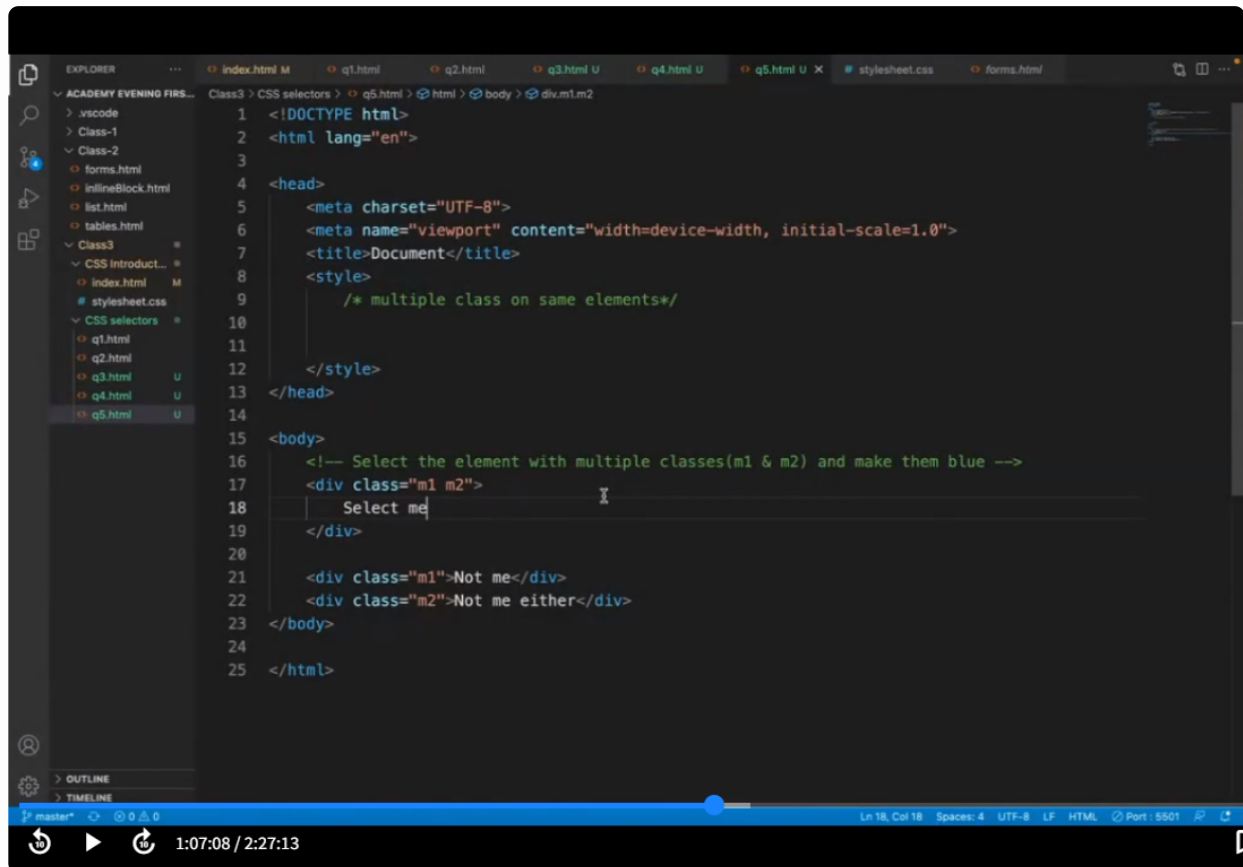 EXPLORER ...
index.html M
q1.html
q2.html
q3.html U
q4.html U
q5.html U
stylesheet.css
forms.html
ACADEMY EVENING FIRS...
Class3 > CSS selectors > q5.html > html > body > div.m1.m2
.vscode
Class-1
Class-2
forms.html
inllineBlock.html
list.html
tables.html
Class3
CSS Introduct...
index.html M
stylesheet.css
CSS selectors
q1.html
q2.html
q3.html U
q4.html U
q5.html U
1 <!DOCTYPE html>
2 <html lang="en">
3
4 <head>
5 <meta charset="UTF-8">
6 <meta name="viewport" content="width=device-width, initial-scale=1.0">
7 <title>Document</title>
8 <style>
9 /* multiple class on same elements*/
10
11
12 </style>
13 </head>
14
15 <body>
16 <!-- Select the element with multiple classes(m1 & m2) and make them blue -->
17 <div class="m1 m2">
18 Select me
19 </div>
20
21 <div class="m1">Not me</div>
22 <div class="m2">Not me either</div>
23 </body>
24
25 </html>
OUTLINE
TIMELINE
master* 0 0 Ln 18, Col 18 Spaces: 4 UTF-8 LF HTML Port : 5501
10 10 1:07:08 / 2:27:13